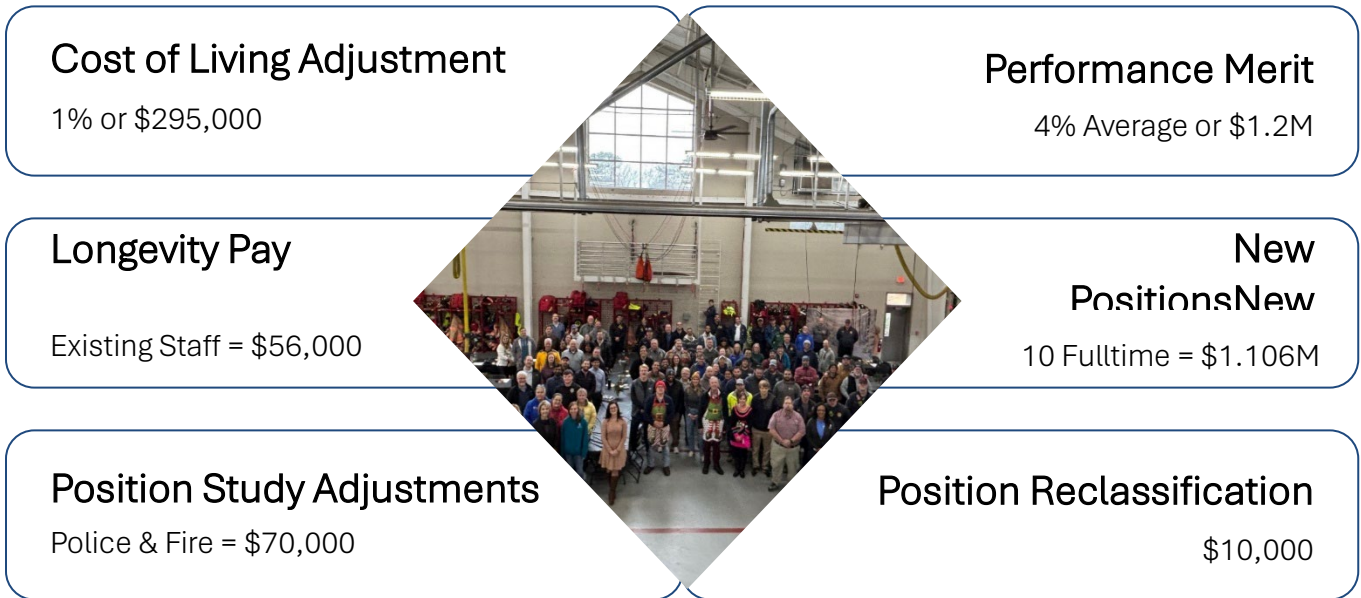 Cost of Living Adjustment
1% or $295,000
Performance Merit
4% Average or $1.2M
Longevity Pay
Existing Staff = $56,000
New
PositionsNew
10 Fulltime = $1.106M
Position Study Adjustments
Police & Fire = $70,000
Position Reclassification
$10,000